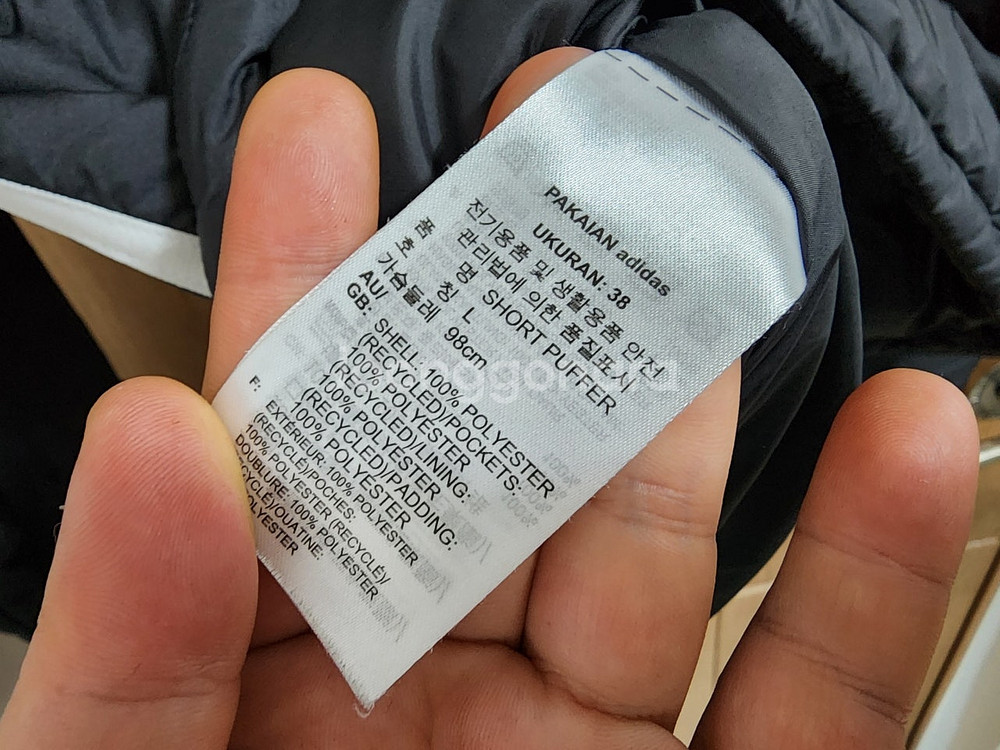 PAKAIAN adidas
UKURAN: 38
전기용품 및 생활용품 안전
관리법에 의한 품질표시
품 명 SHORT PUFFER
호 칭 L
가슴둘레 98cm
AU/
GB: SHELL: 100% POLYESTER
(RECYCLED)/POCKETS:
100% POLYESTER
(RECYCLED)/LINING:
100% POLYESTER
(RECYCLED)/PADDING:
100% POLYESTER
F: EXTÉRIEUR: 100% POLYESTER
(RECYCLÉ)/POCHES:
100% POLYESTER (RECYCLÉ)/
DOUBLURE: 100% POLYESTER
CYCLÉ)/OUATINE:
POLYESTER